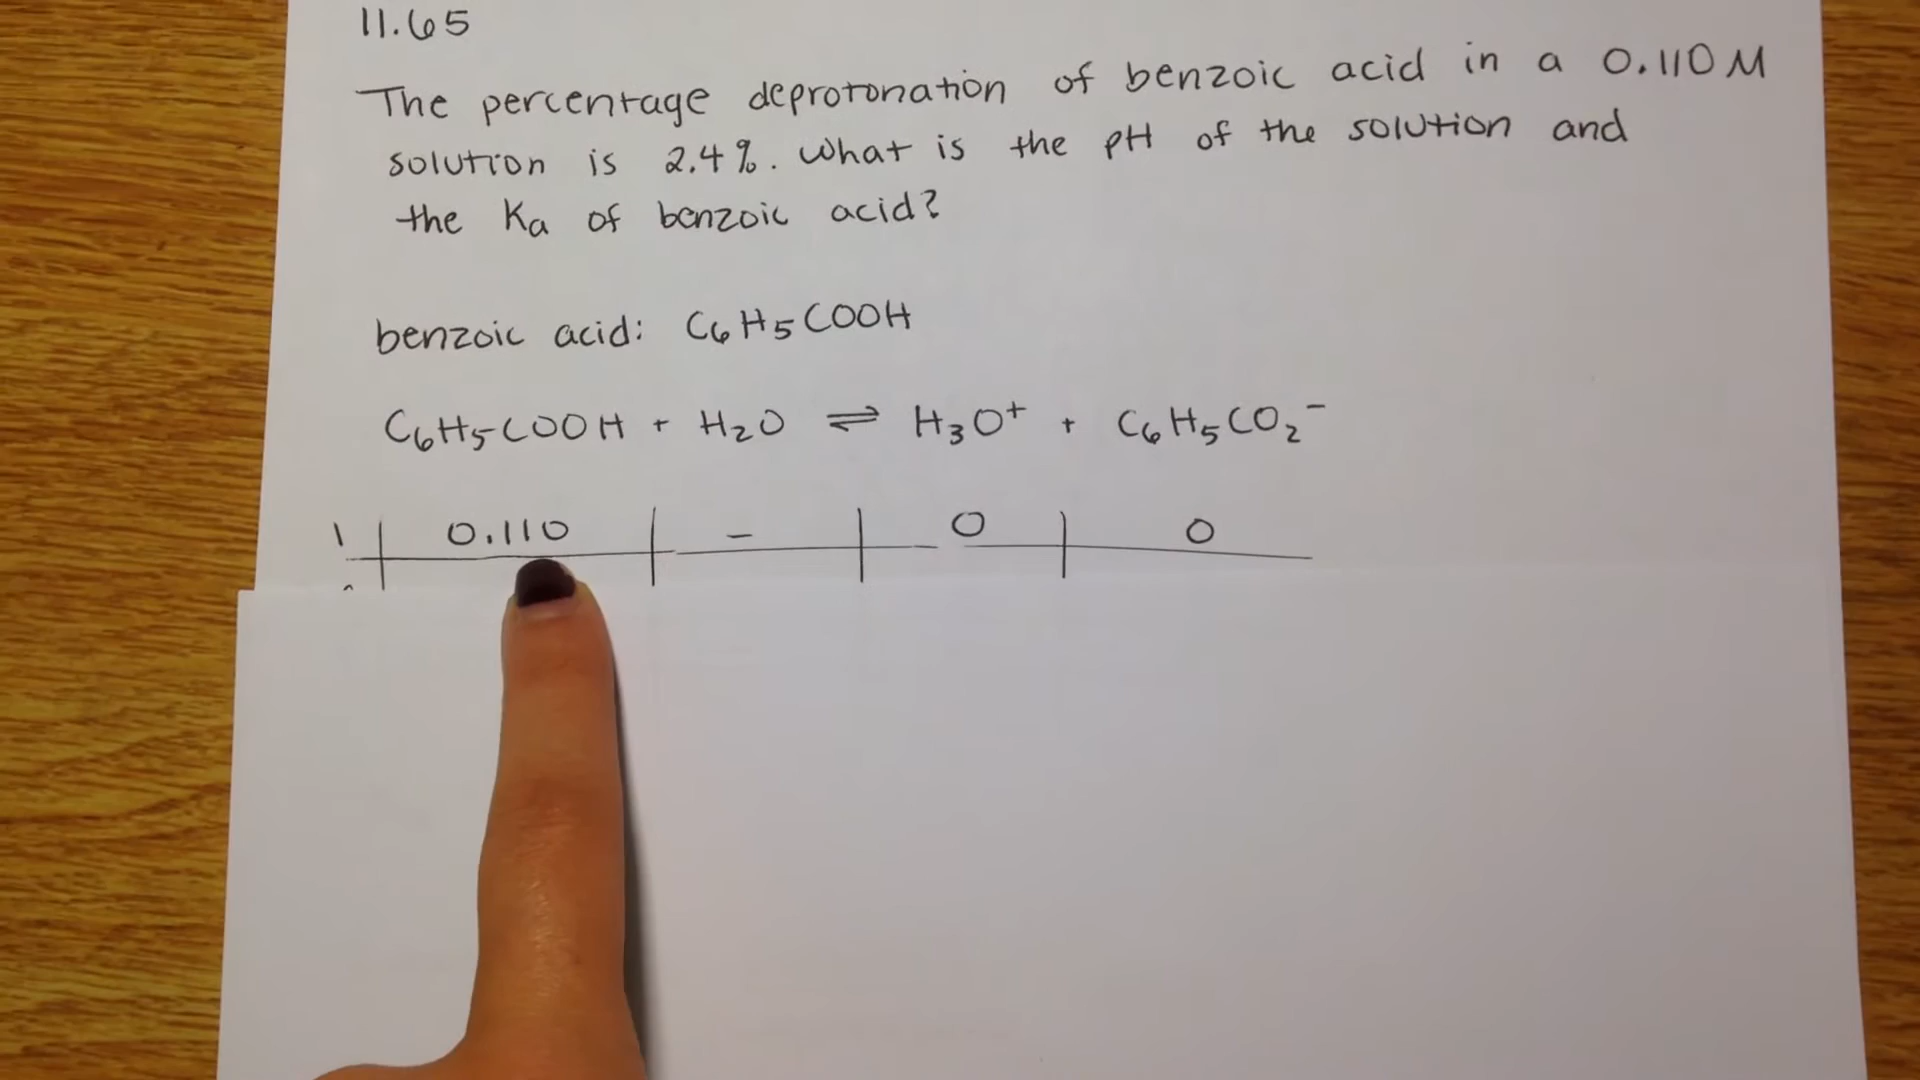 11.65
The percentage deprotonation of benzoic acid in a 0.110 M
solution is 2.4%. What is the pH of the solution and
the Ka of benzoic acid?
benzoic acid: C6H5COOH
C6H5COOH + H2O ⇌ H3O+ + C6H5CO2-
1 | 0.110 | - | 0 | 0